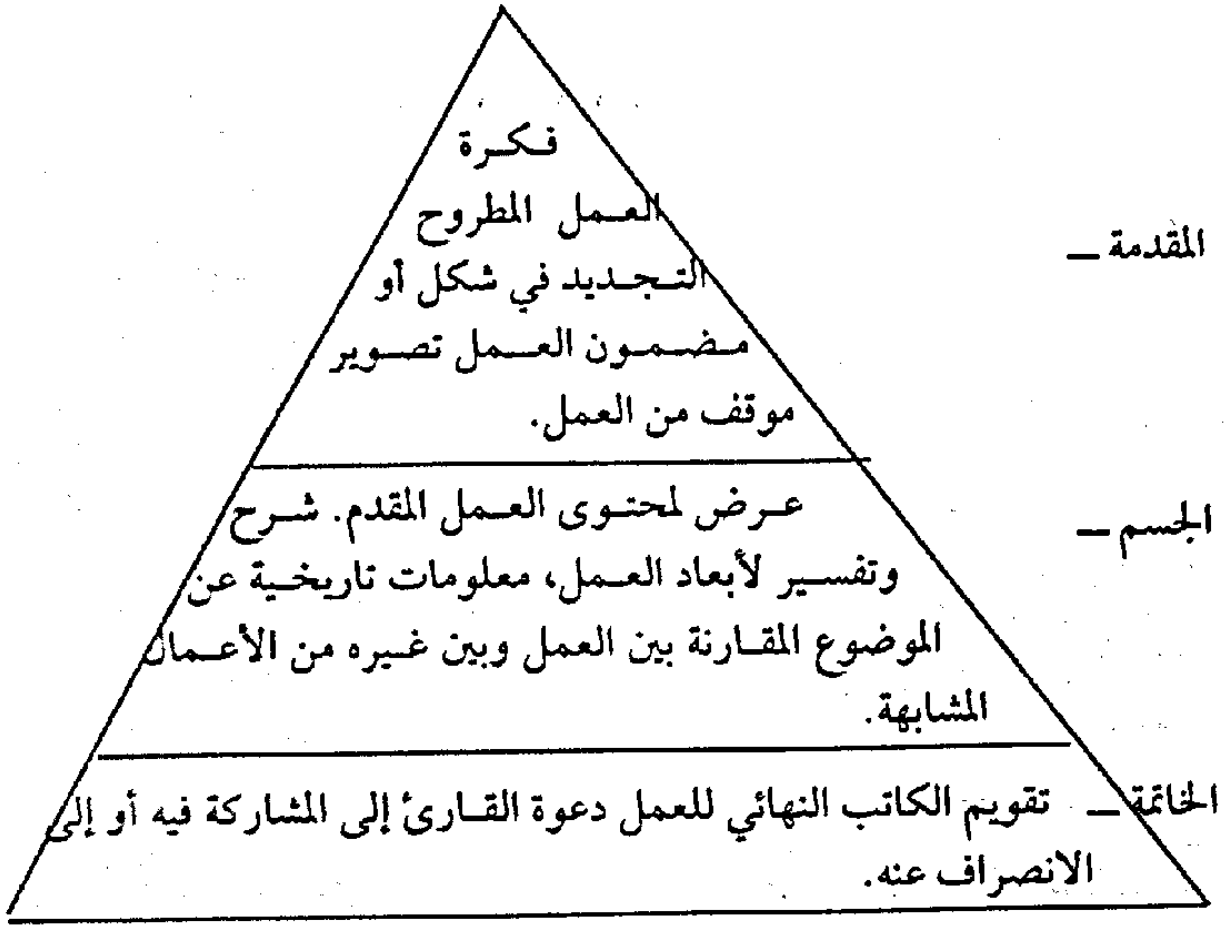 فكرة
العمل المطروح
المقدمة ـ
التجديد في شكل أو
مضمون العمل تصوير
موقف من العمل.
عرض لمحتوى العمل المقدم. شرح
الجسم ـ
وتفسير لأبعاد العمل، معلومات تاريخية عن
الموضوع المقارنة بين العمل وبين غيره من الأعمال
المشابهة.
الخاتمة ـ تقويم الكاتب النهائي للعمل دعوة القارئ إلى المشاركة فيه أو إلى
الانصراف عنه.